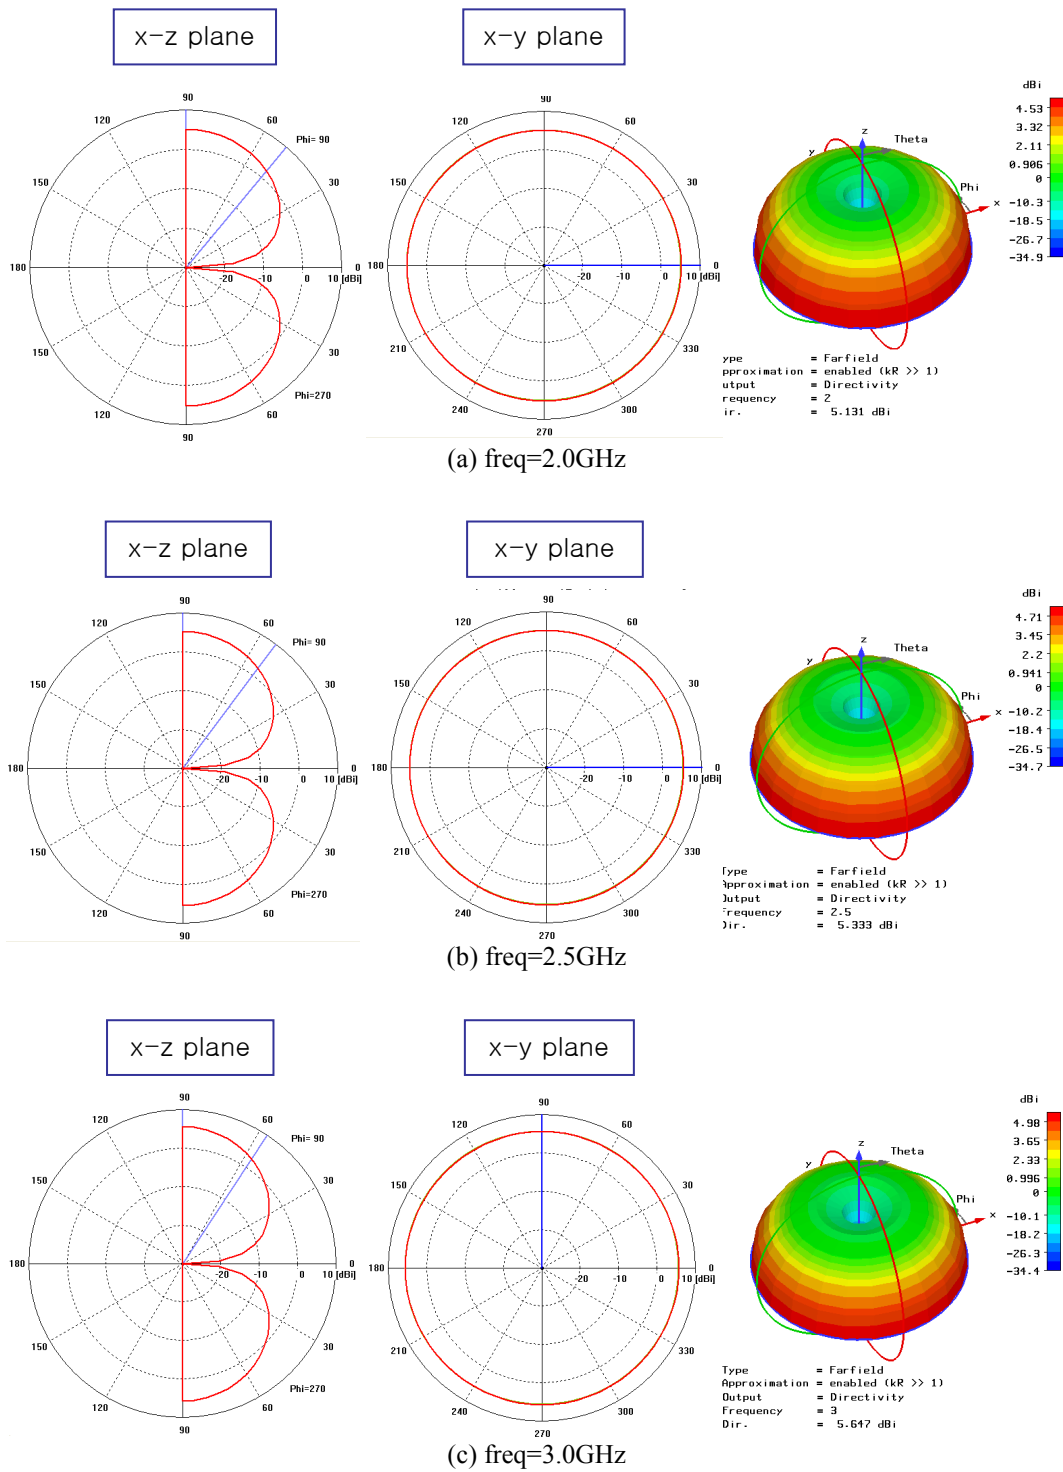 x-z plane
x-y plane
90
120
60
Phi= 90
150
30
180
0
-20
-10
0
10 [dBi]
150
30
120
60
Phi=270
90
90
120
60
150
30
180
0
-20
-10
0
10 [dBi]
210
330
240
300
270
dBi
4.53
3.32
2.11
0.906
0
-10.3
-18.5
-26.7
-34.9
z
Theta
y
Phi
x
ype = Farfield
pproximation = enabled (kR >> 1)
utput = Directivity
requency = 2
ir. = 5.131 dBi
(a) freq=2.0GHz
x-z plane
x-y plane
90
120
60
Phi= 90
150
30
180
0
-20
-10
0
10 [dBi]
150
30
120
60
Phi=270
90
90
120
60
150
30
180
0
-20
-10
0
10 [dBi]
210
330
240
300
270
dBi
4.71
3.45
2.2
0.941
0
-10.2
-18.4
-26.5
-34.7
z
Theta
y
Phi
x
Type = Farfield
Approximation = enabled (kR >> 1)
Output = Directivity
Frequency = 2.5
Dir. = 5.333 dBi
(b) freq=2.5GHz
x-z plane
x-y plane
90
120
60
Phi= 90
150
30
180
0
-20
-10
0
10 [dBi]
150
30
120
60
Phi=270
90
90
120
60
150
30
180
0
-20
-10
0
10 [dBi]
210
330
240
300
270
dBi
4.98
3.65
2.33
0.996
0
-10.1
-18.2
-26.3
-34.4
z
Theta
y
Phi
x
Type = Farfield
Approximation = enabled (kR >> 1)
Output = Directivity
Frequency = 3
Dir. = 5.647 dBi
(c) freq=3.0GHz